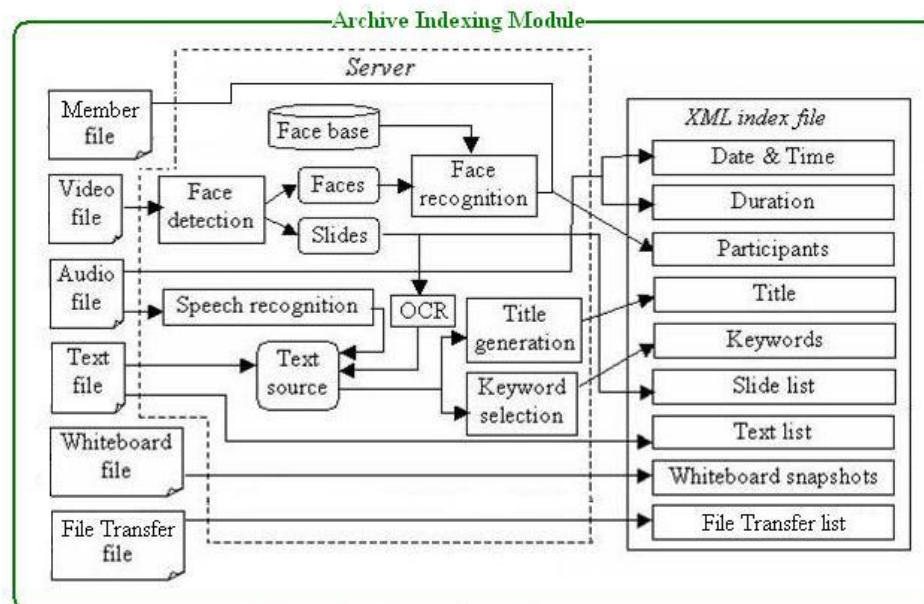 Archive Indexing Module
Server
Member
file
Face base
XML index file
Date & Time
Video
file
Face
detection
Faces
Face
recognition
Duration
Slides
Participants
Audio
file
Speech recognition
OCR
Title
generation
Title
Keywords
Text
file
Text
source
Keyword
selection
Slide list
Text list
Whiteboard
file
Whiteboard snapshots
File Transfer
file
File Transfer list